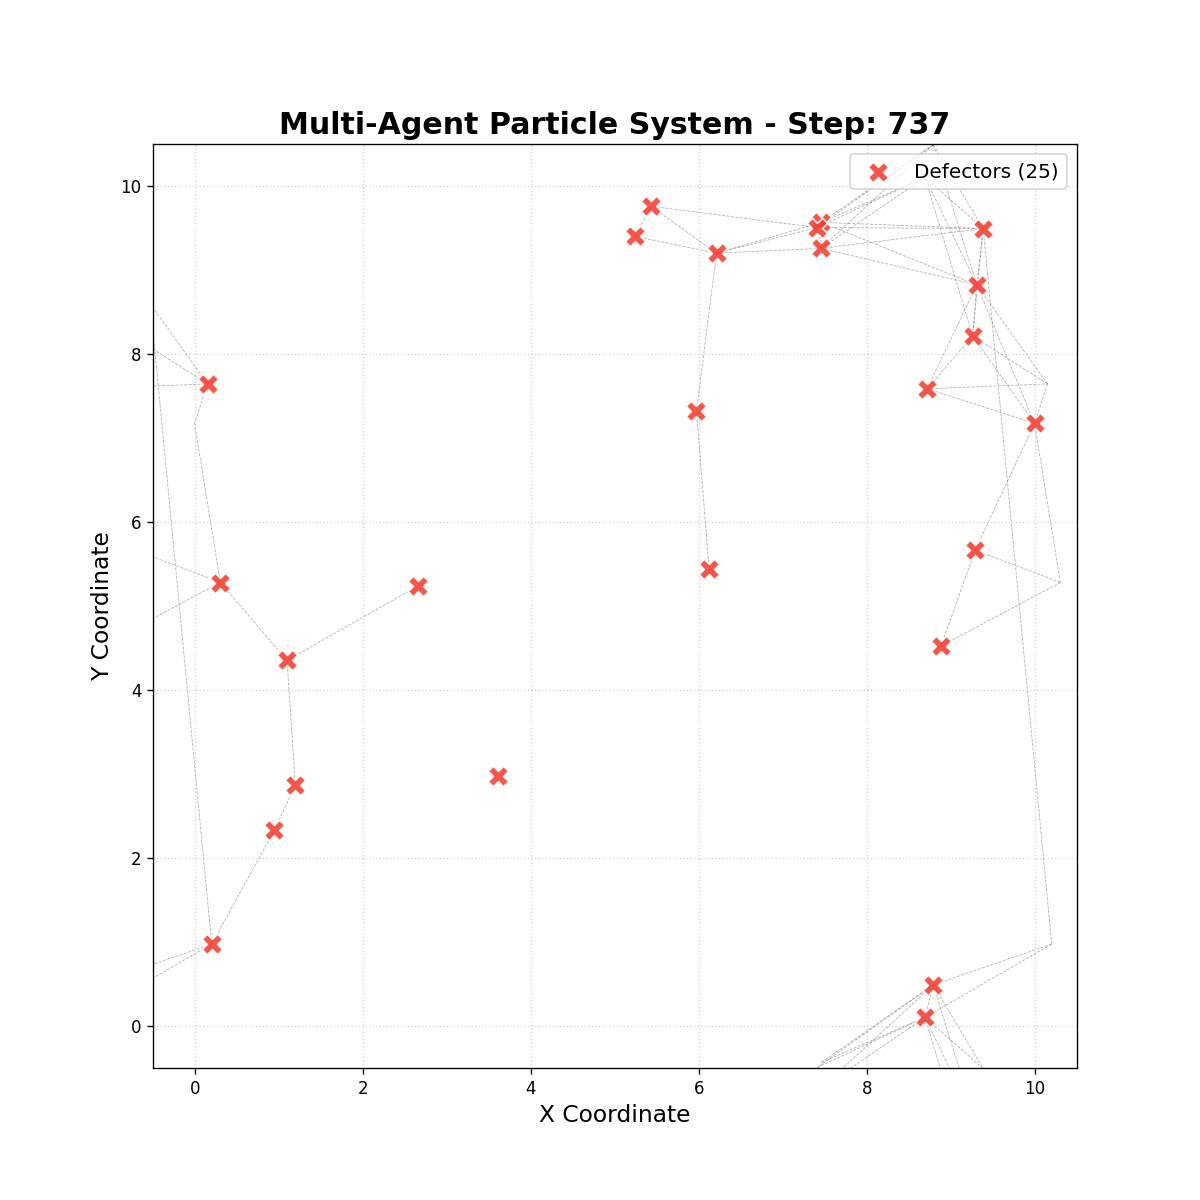 Multi-Agent Particle System - Step: 737
Defectors (25)
10
8
6
4
2
0
Y Coordinate
0 2 4 6 8 10
X Coordinate